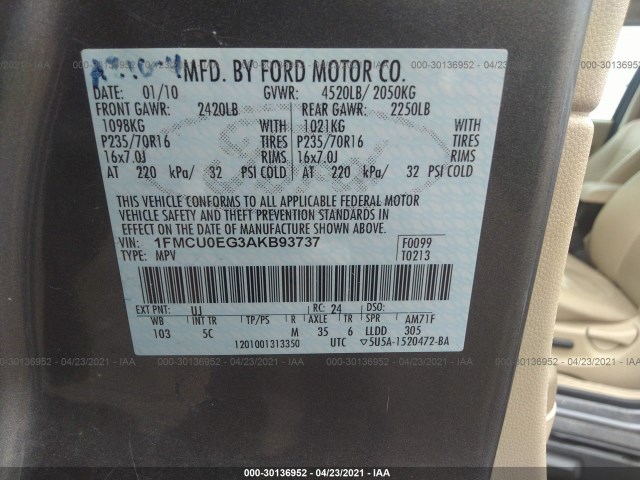 000-30136952 - 04/23/2021 - IAA 000-30136952 - 04/23/2021 - IAA
MFD. BY FORD MOTOR CO.
DATE: 01/10 GVWR: 4520LB/ 2050KG
FRONT GAWR: 2420LB REAR GAWR: 2250LB
1098KG WITH 1021KG WITH
P235/70R16 TIRES P235/70R16 TIRES
16x7.0J RIMS 16x7.0J RIMS
AT 220 kPa/ 32 PSI COLD AT 220 kPa/ 32 PSI COLD
THIS VEHICLE CONFORMS TO ALL APPLICABLE FEDERAL MOTOR
VEHICLE SAFETY AND THEFT PREVENTION STANDARDS IN
EFFECT ON THE DATE OF MANUFACTURE SHOWN ABOVE.
VIN: 1FMCU0EG3AKB93737 F0099
TYPE: MPV T0213
EXT PNT: UJ RC: 24 DSO:
WB INT TR TP/PS R AXLE TR SPR AM71F
103 5C M 35 6 LLDD 305
1201001313350 UTC ▽5U5A-1520472-BA
000-30136952 - 04/23/2021 - IAA